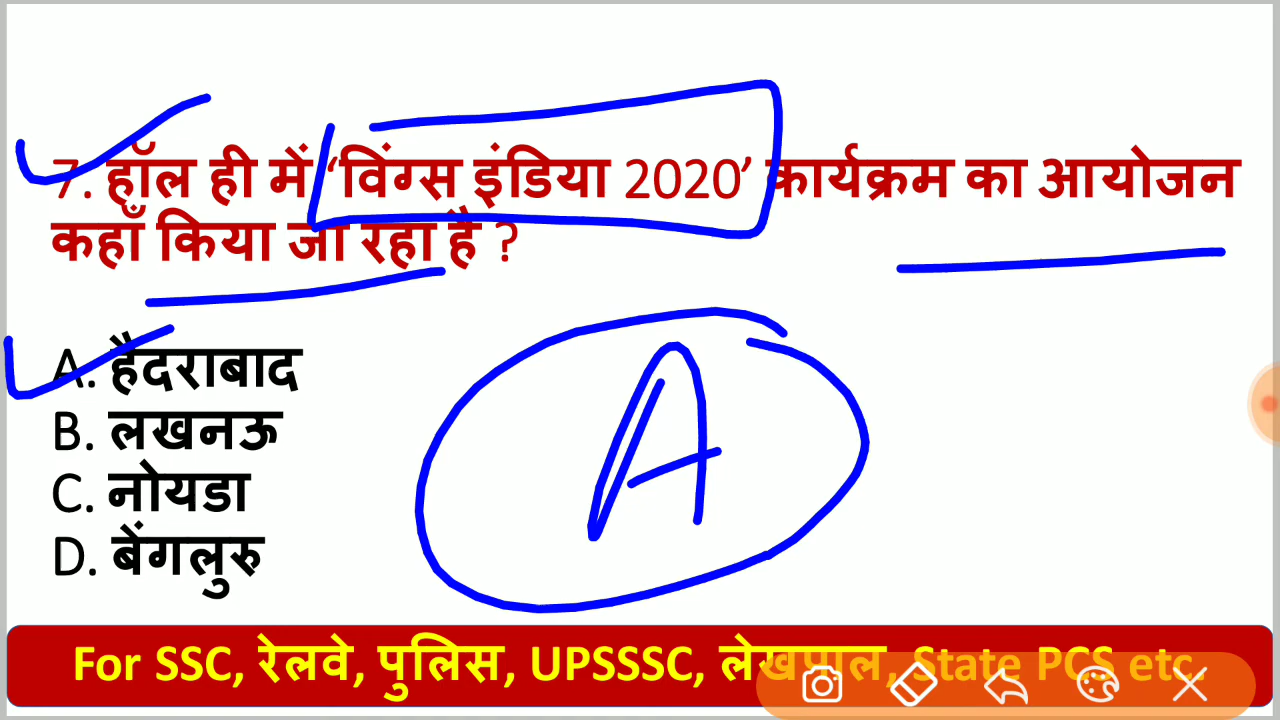 7. हॉल ही में ‘विंग्स इंडिया 2020’ कार्यक्रम का आयोजन
कहाँ किया जा रहा है ?
A. हैदराबाद
B. लखनऊ
C. नोयडा
D. बेंगलुरु
A
For SSC, रेलवे, पुलिस, UPSSSC, लेखपाल, State PCS etc.